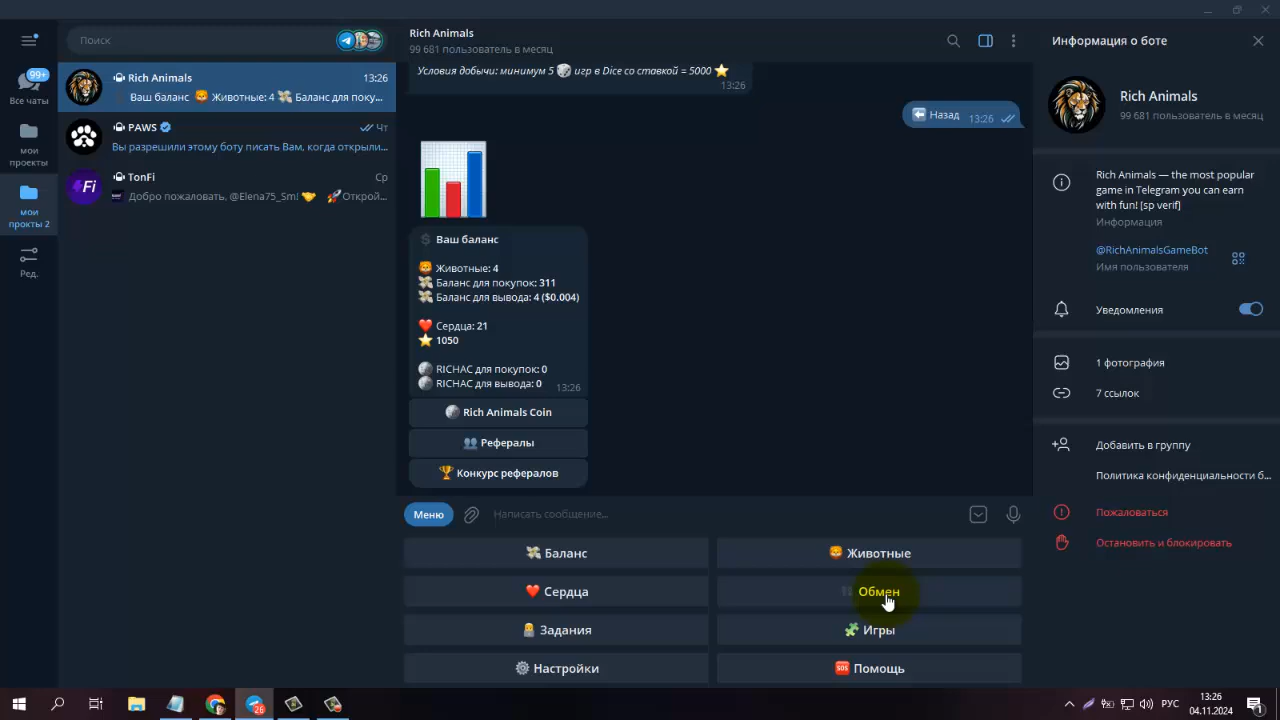 Поиск
99+
Все чаты
мои
проекты
мои
прокты 2
Ред.
Rich Animals
13:26
Ваш баланс 🦁 Животные: 4 💸 Баланс для поку...
PAWS
Чт
Вы разрешили этому боту писать Вам, когда открыли...
Fi
TonFi
Ср
Добро пожаловать, @Elena75_Sm! 🤝 🚀Открой...
Rich Animals
99 681 пользователь в месяц
Условия добычи: минимум 5 🪙 игр в Dice со ставкой = 5000 ⭐
13:26
⬅️ Назад 13:26
💲 Ваш баланс
🦁 Животные: 4
💸 Баланс для покупок: 311
💸 Баланс для вывода: 4 ($0.004)
❤️ Сердца: 21
⭐ 1050
🪙 RICHAC для покупок: 0
🪙 RICHAC для вывода: 0
13:26
🪙 Rich Animals Coin
👥 Рефералы
🏆 Конкурс рефералов
Меню
Написать сообщение...
💸 Баланс
🦁 Животные
❤️ Сердца
Обмен
Задания
🧩 Игры
⚙️ Настройки
🆘 Помощь
Информация о боте
Rich Animals
99 681 пользователь в месяц
Rich Animals — the most popular
game in Telegram you can earn
with fun! [sp verif]
Информация
@RichAnimalsGameBot
Имя пользователя
Уведомления
1 фотография
7 ссылок
Добавить в группу
Политика конфиденциальности б...
Пожаловаться
Остановить и блокировать
26
РУС
13:26
04.11.2024
1